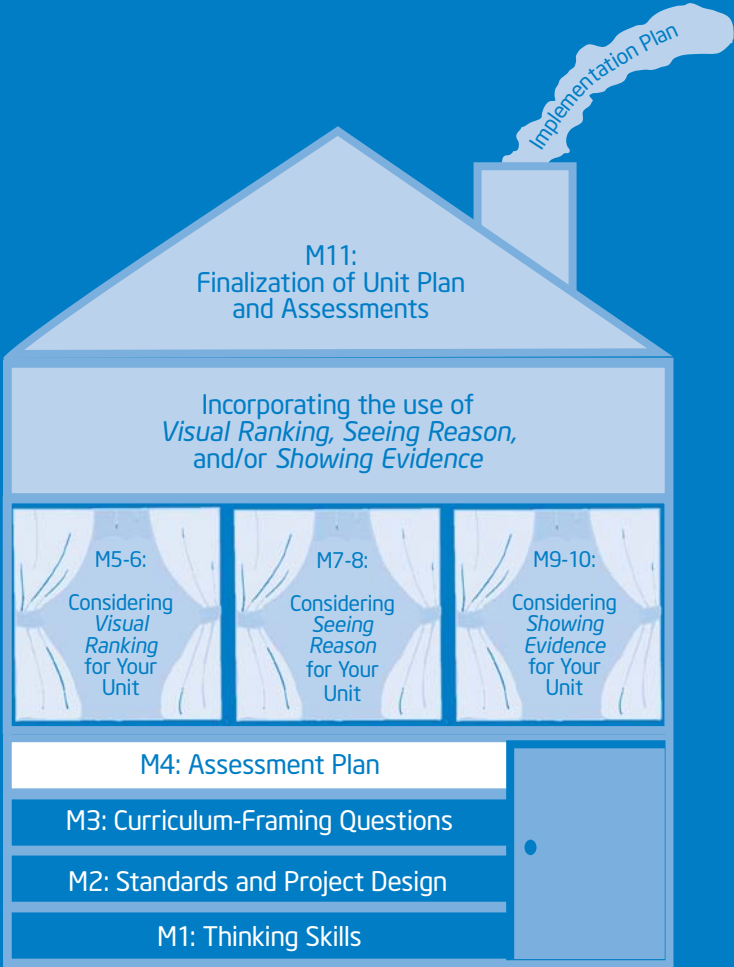 Implementation Plan
M11:
Finalization of Unit Plan
and Assessments
Incorporating the use of
Visual Ranking, Seeing Reason,
and/or Showing Evidence
M5-6:
Considering
Visual
Ranking
for Your
Unit
M7-8:
Considering
Seeing
Reason
for Your
Unit
M9-10:
Considering
Showing
Evidence
for Your
Unit
M4: Assessment Plan
M3: Curriculum-Framing Questions
M2: Standards and Project Design
M1: Thinking Skills